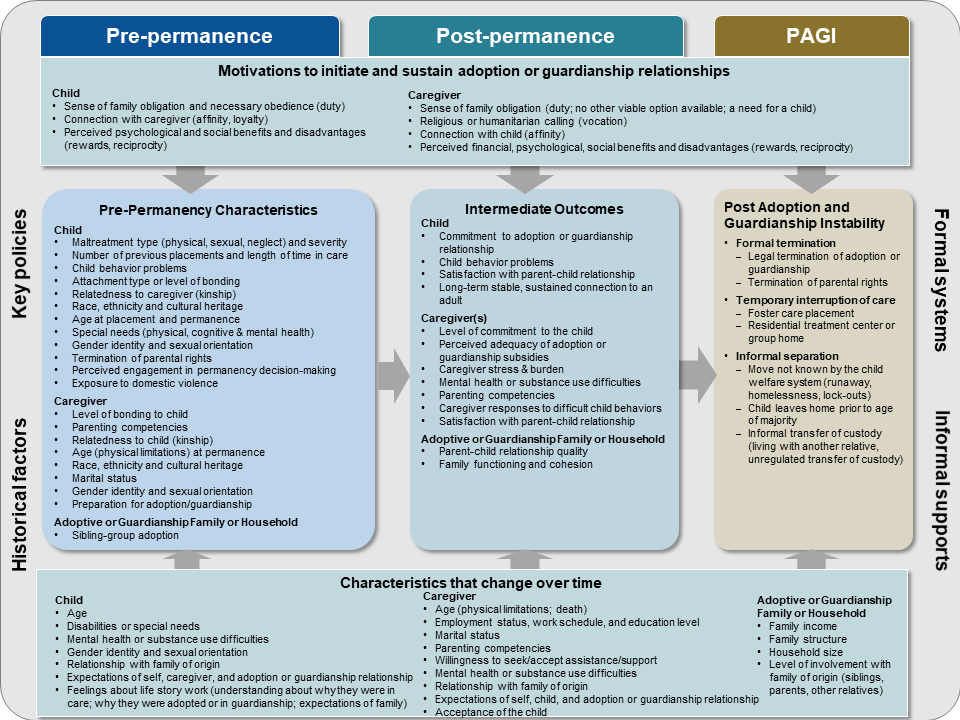 Pre-permanence
Post-permanence
PAGI
Motivations to initiate and sustain adoption or guardianship relationships
Child
• Sense of family obligation and necessary obedience (duty)
• Connection with caregiver (affinity, loyalty)
• Perceived psychological and social benefits and disadvantages
(rewards, reciprocity)
Caregiver
• Sense of family obligation (duty; no other viable option available; a need for a child)
• Religious or humanitarian calling (vocation)
• Connection with child (affinity)
• Perceived financial, psychological, social benefits and disadvantages (rewards, reciprocity)
Key policies
Historical factors
Pre-Permanency Characteristics
Child
• Maltreatment type (physical, sexual, neglect) and severity
• Number of previous placements and length of time in care
• Child behavior problems
• Attachment type or level of bonding
• Relatedness to caregiver (kinship)
• Race, ethnicity and cultural heritage
• Age at placement and permanence
• Special needs (physical, cognitive & mental health)
• Gender identity and sexual orientation
• Termination of parental rights
• Perceived engagement in permanency decision-making
• Exposure to domestic violence
Caregiver
• Level of bonding to child
• Parenting competencies
• Relatedness to child (kinship)
• Age (physical limitations) at permanence
• Race, ethnicity and cultural heritage
• Marital status
• Gender identity and sexual orientation
• Preparation for adoption/guardianship
Adoptive or Guardianship Family or Household
• Sibling-group adoption
Intermediate Outcomes
Child
• Commitment to adoption or guardianship
relationship
• Child behavior problems
• Satisfaction with parent-child relationship
• Long-term stable, sustained connection to an
adult
Caregiver(s)
• Level of commitment to the child
• Perceived adequacy of adoption or
guardianship subsidies
• Caregiver stress & burden
• Mental health or substance use difficulties
• Parenting competencies
• Caregiver responses to difficult child behaviors
• Satisfaction with parent-child relationship
Adoptive or Guardianship Family or Household
• Parent-child relationship quality
• Family functioning and cohesion
Post Adoption and
Guardianship Instability
• Formal termination
– Legal termination of adoption or
guardianship
– Termination of parental rights
• Temporary interruption of care
– Foster care placement
– Residential treatment center or
group home
• Informal separation
– Move not known by the child
welfare system (runaway,
homelessness, lock-outs)
– Child leaves home prior to age
of majority
– Informal transfer of custody
(living with another relative,
unregulated transfer of custody)
Formal systems
Informal supports
Characteristics that change over time
Child
• Age
• Disabilities or special needs
• Mental health or substance use difficulties
• Gender identity and sexual orientation
• Relationship with family of origin
• Expectations of self, caregiver, and adoption or guardianship relationship
• Feelings about life story work (understanding about why they were in
care; why they were adopted or in guardianship; expectations of family)
Caregiver
• Age (physical limitations; death)
• Employment status, work schedule, and education level
• Marital status
• Parenting competencies
• Willingness to seek/accept assistance/support
• Mental health or substance use difficulties
• Relationship with family of origin
• Expectations of self, child, and adoption or guardianship relationship
• Acceptance of the child
Adoptive or Guardianship
Family or Household
• Family income
• Family structure
• Household size
• Level of involvement with
family of origin (siblings,
parents, other relatives)